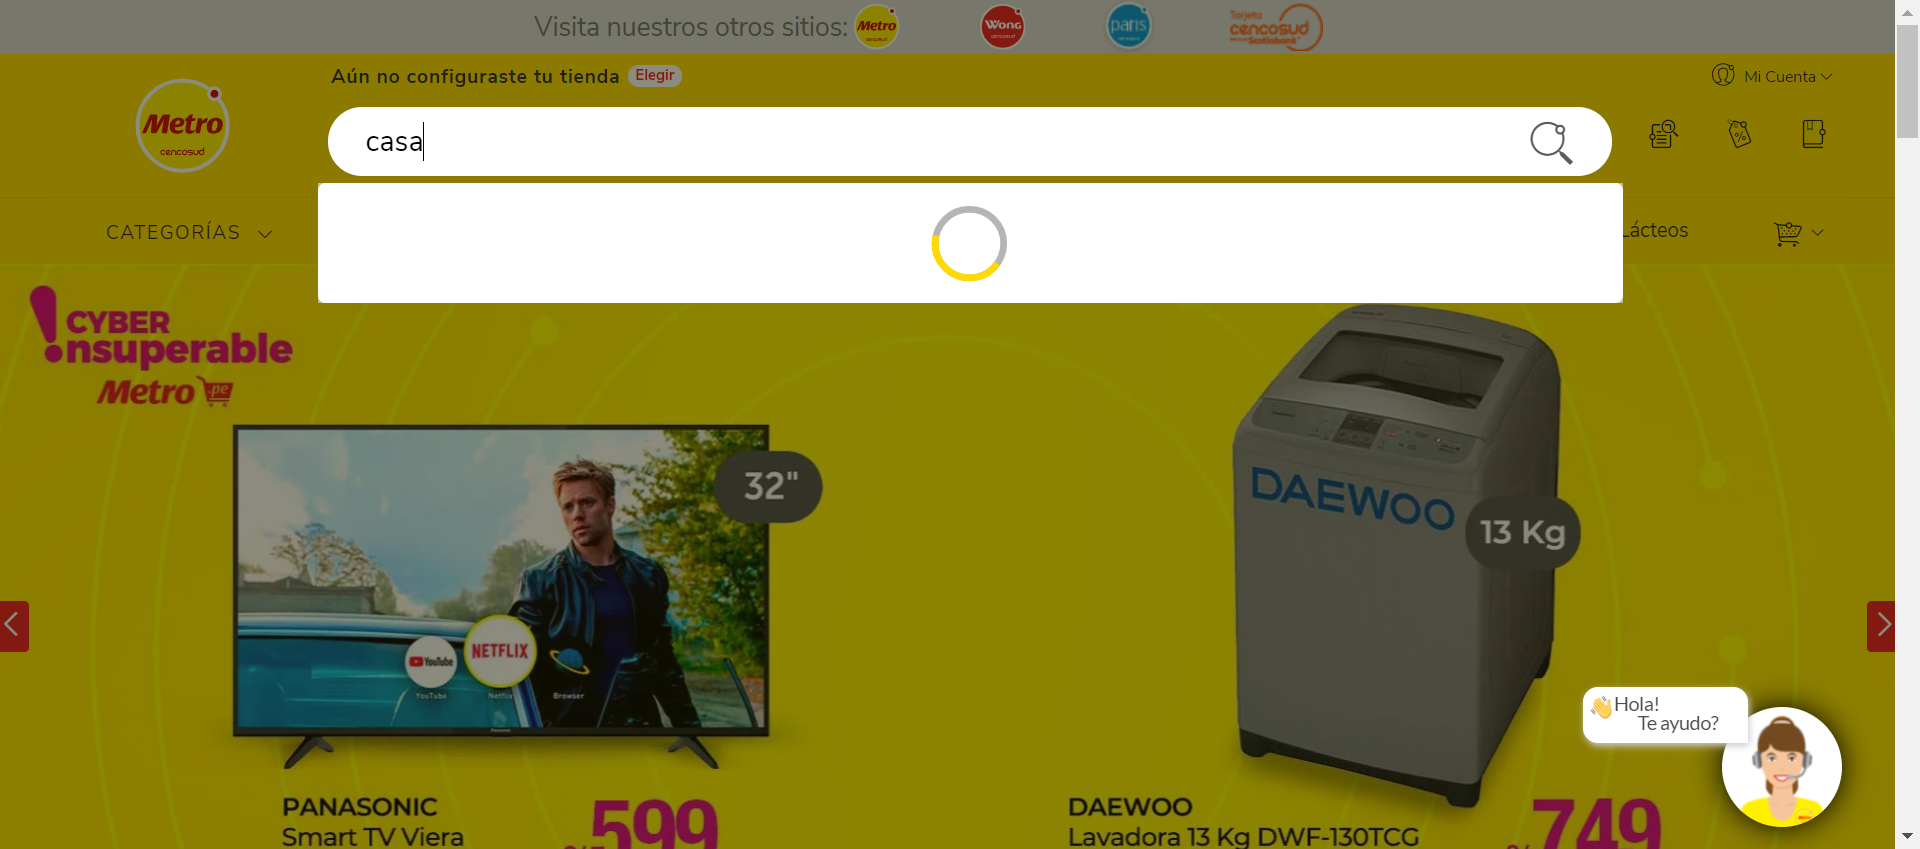 Visita nuestros otros sitios:
Metro
cencosud
Wong
cencosud
paris
cencosud
Tarjeta
cencosud
Scotiabank
Aún no configuraste tu tienda
Elegir
Mi Cuenta
Metro
cencosud
casa
CATEGORÍAS
Lácteos
CYBER
nsuperable
Metro pe
32"
DAEWOO
13 Kg
YouTube
NETFLIX
YouTube
Netflix
Browser
Panasonic
Hola!
Te ayudo?
PANASONIC
Smart TV Viera
599
DAEWOO
Lavadora 13 Kg DWF-130TCG
749